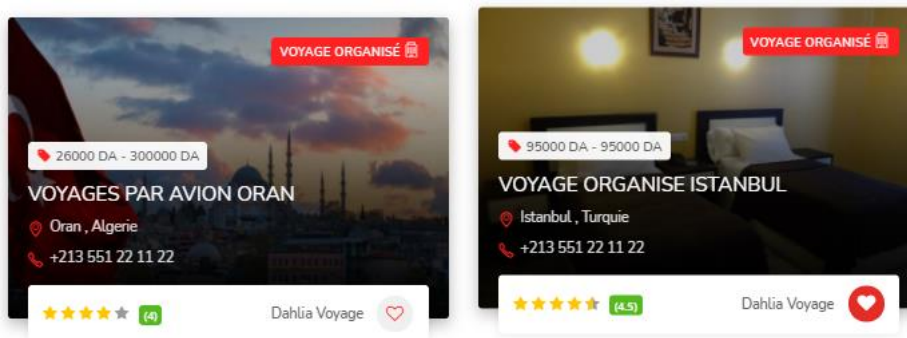 VOYAGE ORGANISÉ
26000 DA - 300000 DA
VOYAGES PAR AVION ORAN
Oran , Algerie
+213 551 22 11 22
(4)
Dahlia Voyage
VOYAGE ORGANISÉ
95000 DA - 95000 DA
VOYAGE ORGANISE ISTANBUL
Istanbul , Turquie
+213 551 22 11 22
(4.5)
Dahlia Voyage